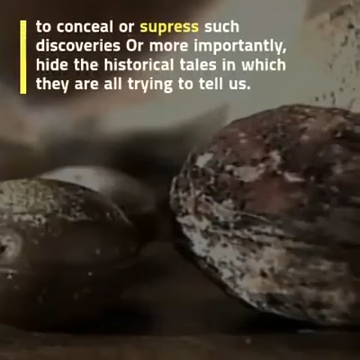 to conceal or supress such
discoveries Or more importantly,
hide the historical tales in which
they are all trying to tell us.